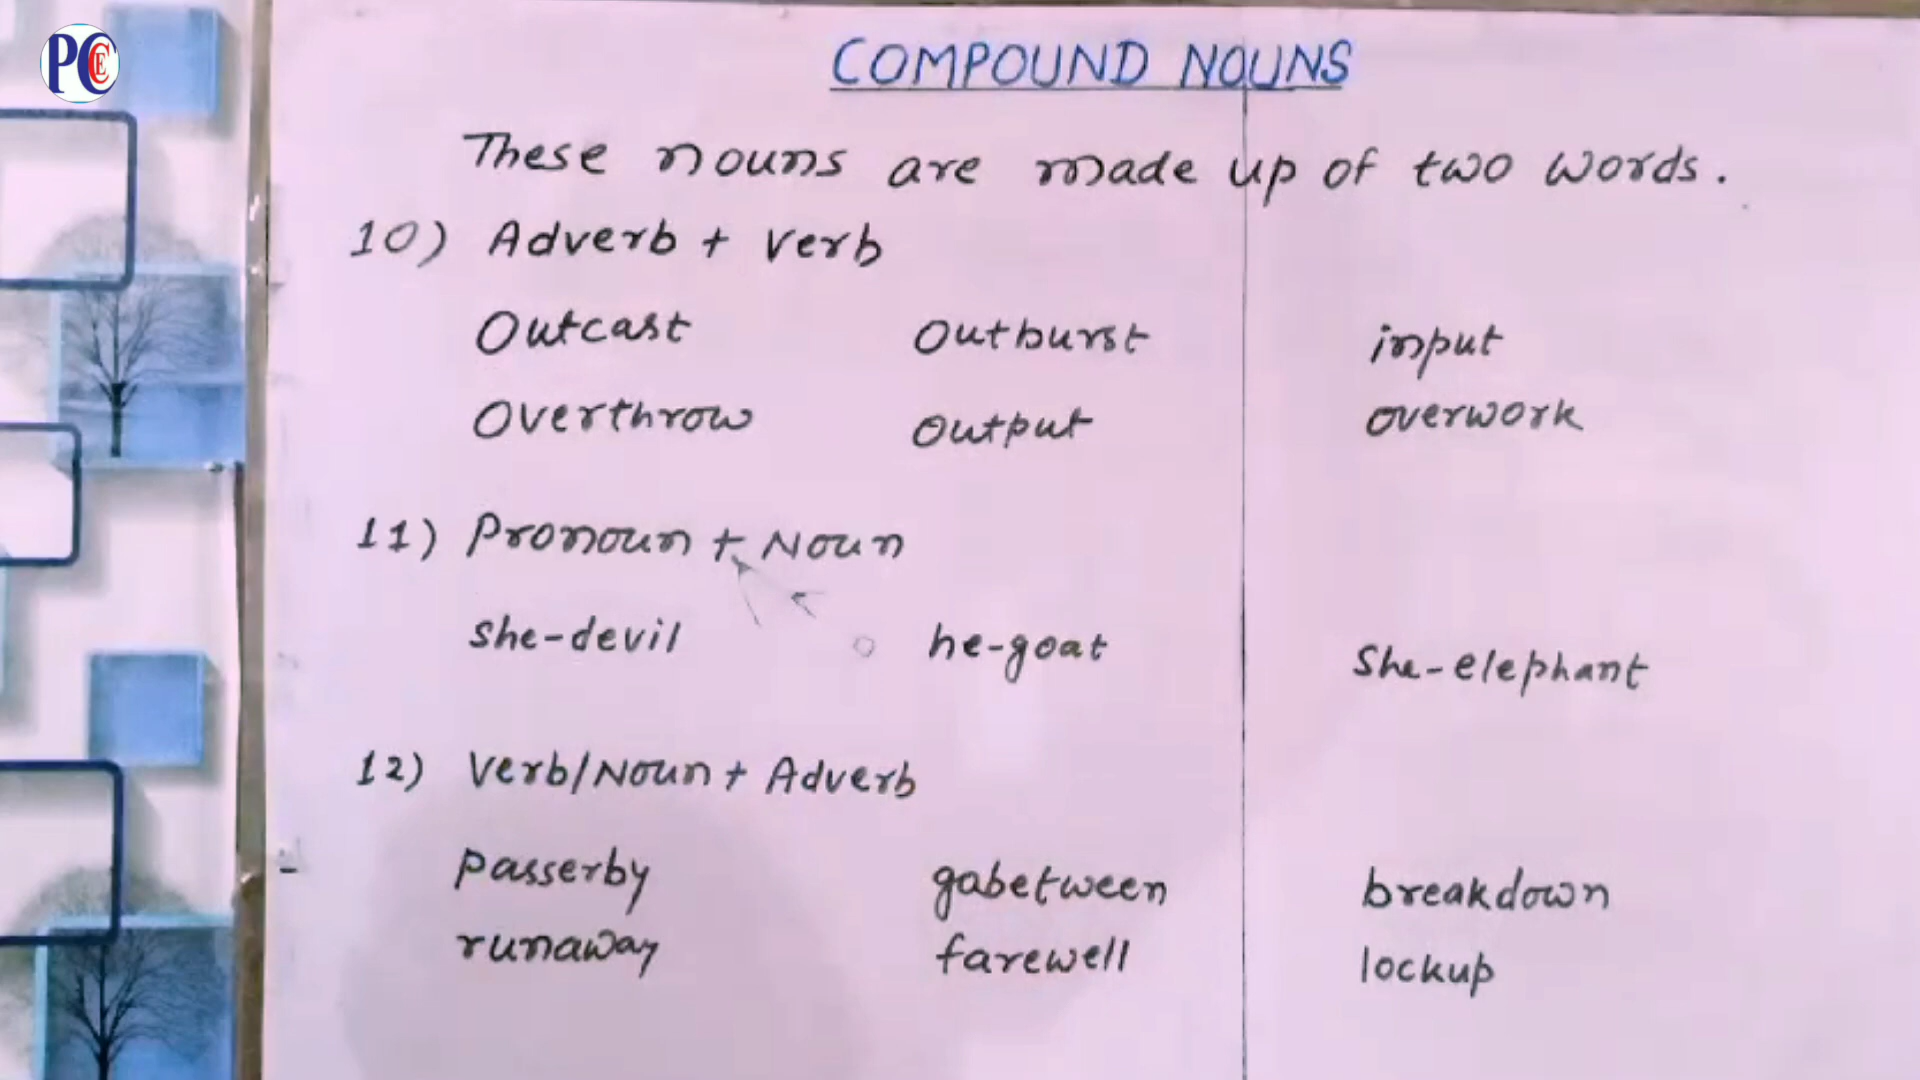 PCEC
COMPOUND NOUNS
These nouns are made up of two words.
10) Adverb + Verb
Outcast Outburst input
Overthrow Output overwork
11) Pronoun + Noun
She-devil he-goat She-elephant
12) Verb/Noun + Adverb
Passerby gabetween breakdown
runaway farewell lockup